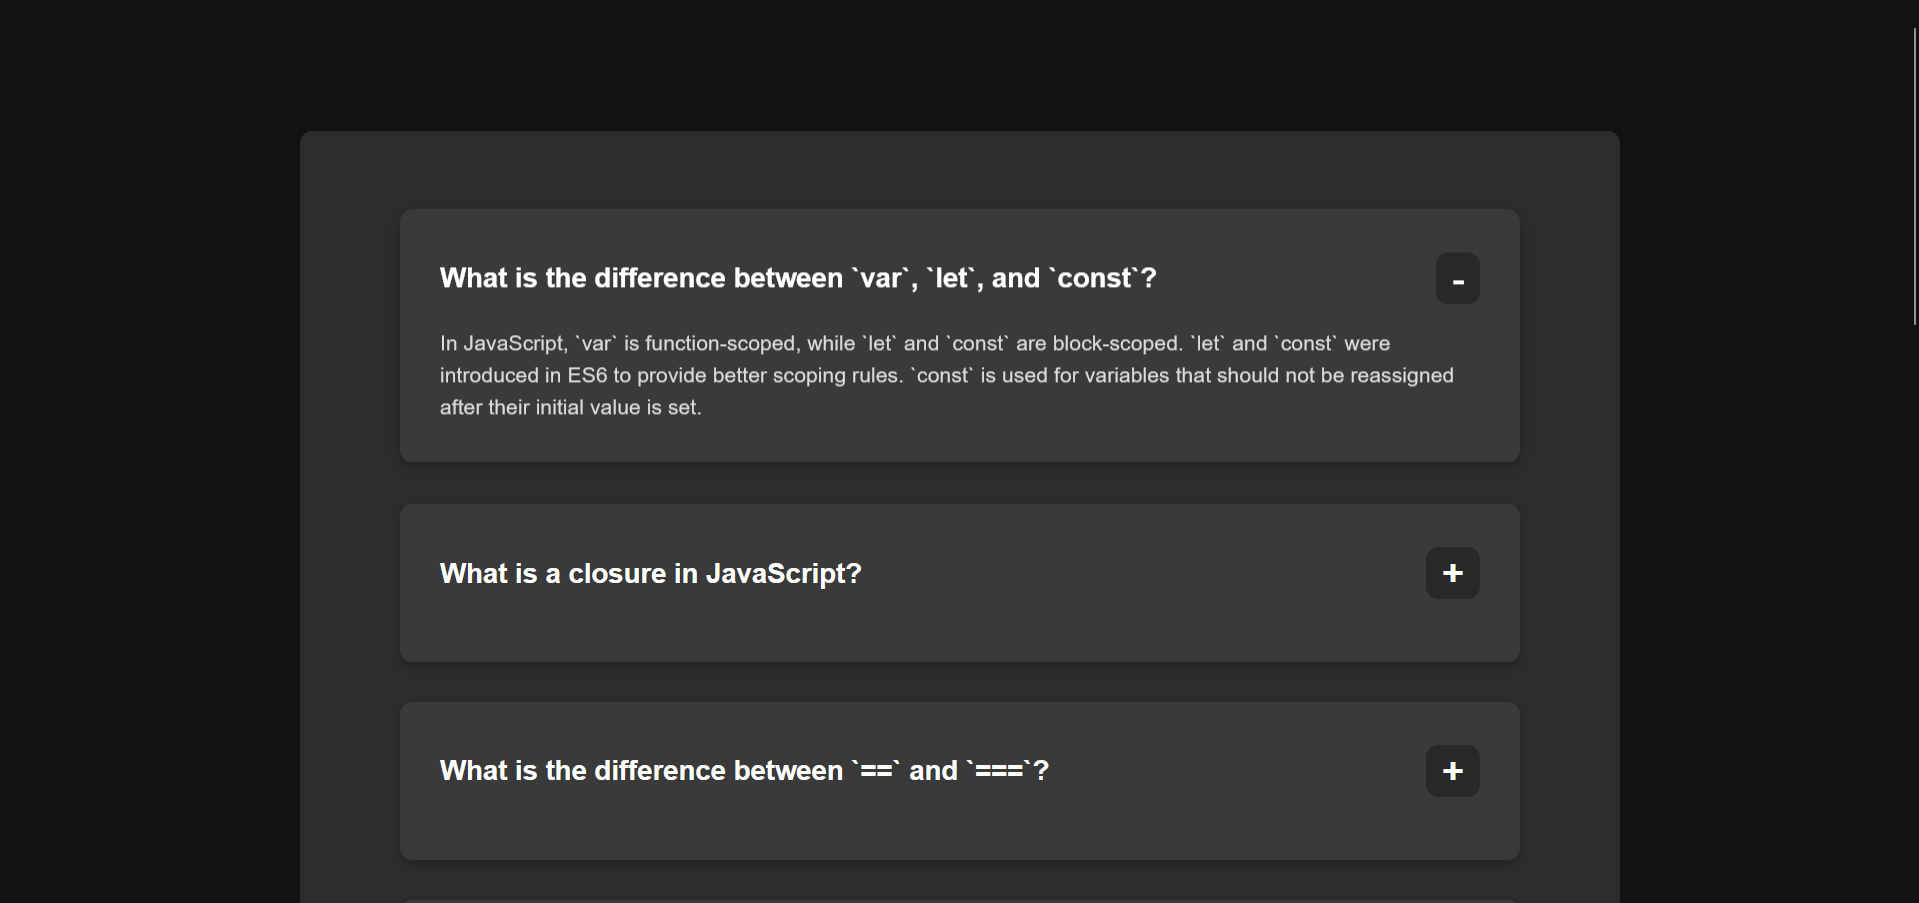 What is the difference between `var`, `let`, and `const`?
-
In JavaScript, `var` is function-scoped, while `let` and `const` are block-scoped. `let` and `const` were
introduced in ES6 to provide better scoping rules. `const` is used for variables that should not be reassigned
after their initial value is set.
What is a closure in JavaScript?
+
What is the difference between `==` and `===`?
+